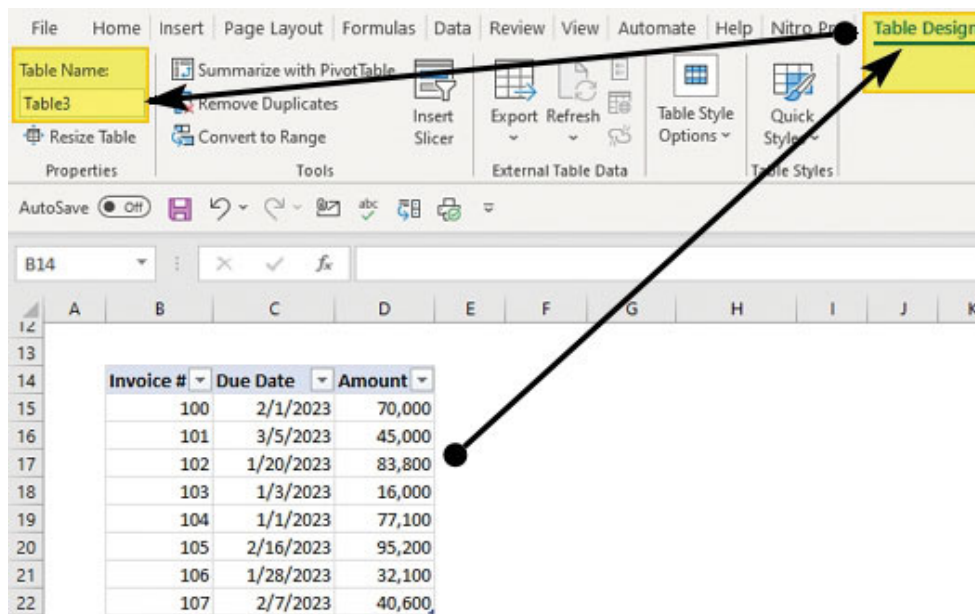 File Home Insert Page Layout Formulas Data Review View Automate Help Nitro Table Design
Table Name:
Table3
Resize Table
Properties
Summarize with PivotTable
Remove Duplicates
Convert to Range
Tools
Insert
Slicer
Export Refresh
External Table Data
Table Style
Options
Quick
Styles
Table Styles
AutoSave Off abc
B14 fx
A B C D E F G H I J K
12
13
14 Invoice # Due Date Amount
15 100 2/1/2023 70,000
16 101 3/5/2023 45,000
17 102 1/20/2023 83,800
18 103 1/3/2023 16,000
19 104 1/1/2023 77,100
20 105 2/16/2023 95,200
21 106 1/28/2023 32,100
22 107 2/7/2023 40,600